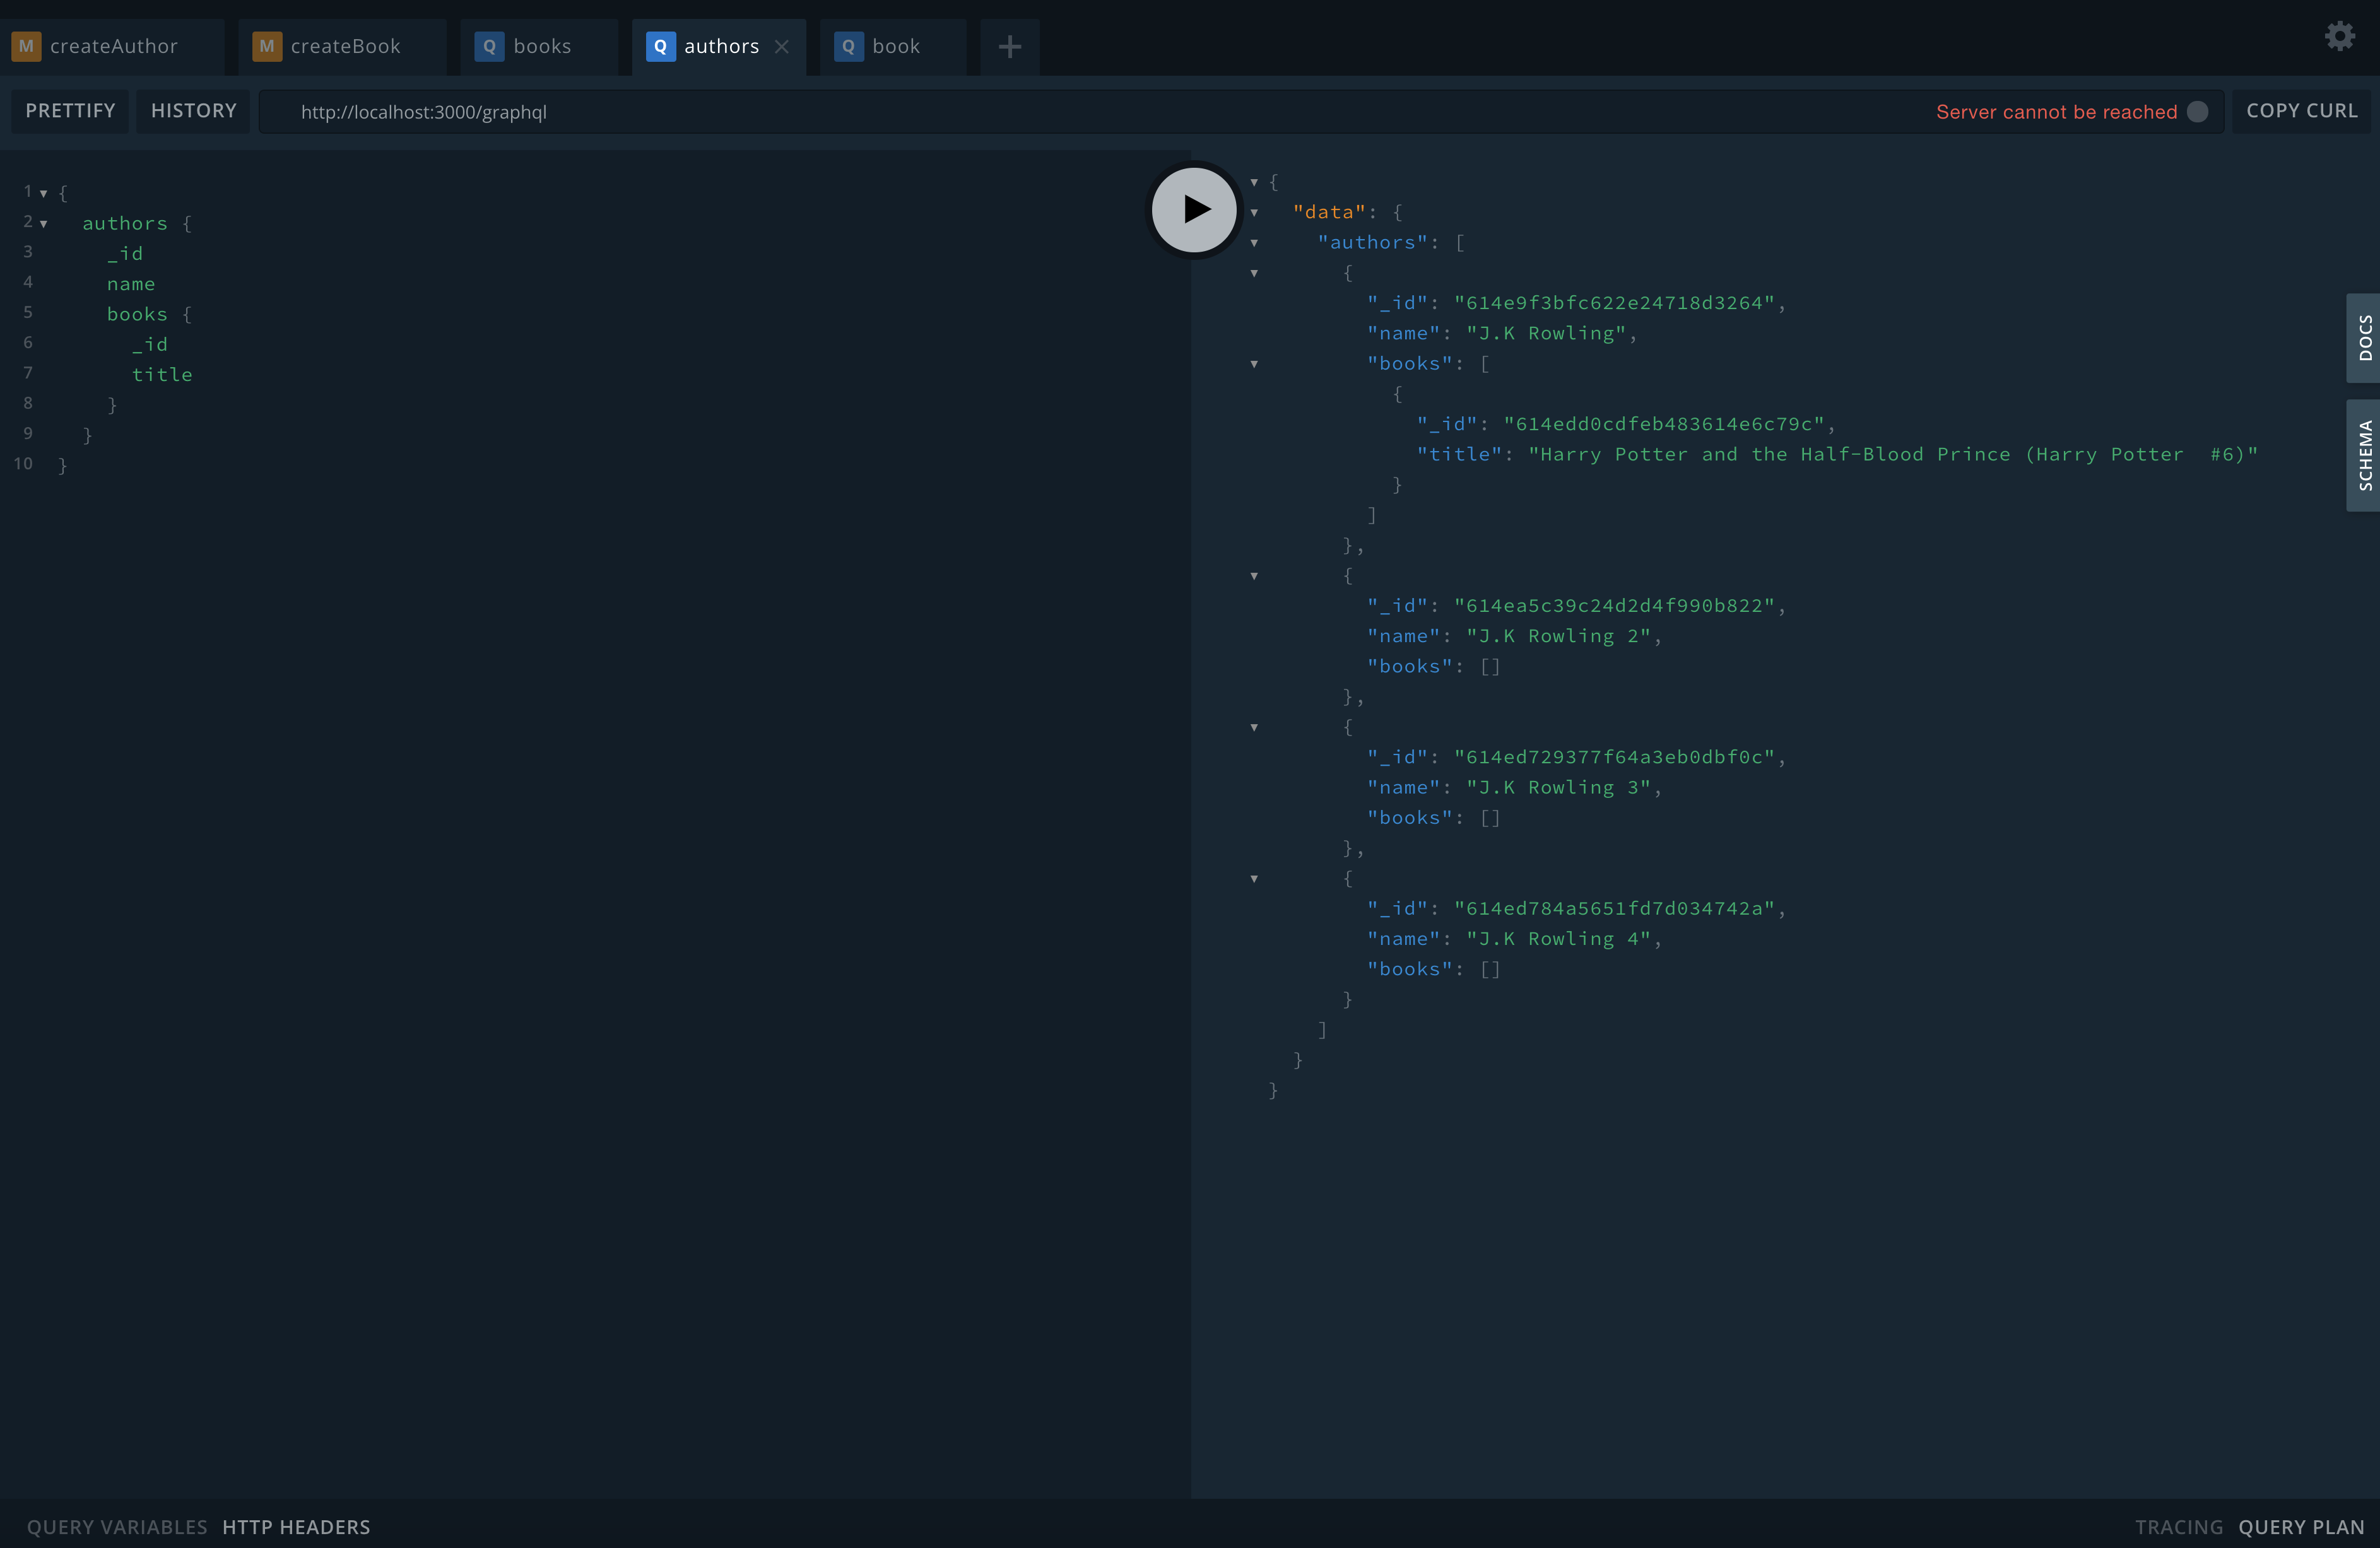 M createAuthor M createBook Q books Q authors × Q book +
PRETTIFY HISTORY http://localhost:3000/graphql Server cannot be reached COPY CURL
1 {
2 authors {
3 _id
4 name
5 books {
6 _id
7 title
8 }
9 }
10 }
{
"data": {
"authors": [
{
"_id": "614e9f3bfc622e24718d3264",
"name": "J.K Rowling",
"books": [
{
"_id": "614edd0cdfeb483614e6c79c",
"title": "Harry Potter and the Half-Blood Prince (Harry Potter  #6)"
}
]
},
{
"_id": "614ea5c39c24d2d4f990b822",
"name": "J.K Rowling 2",
"books": []
},
{
"_id": "614ed729377f64a3eb0dbf0c",
"name": "J.K Rowling 3",
"books": []
},
{
"_id": "614ed784a5651fd7d034742a",
"name": "J.K Rowling 4",
"books": []
}
]
}
}
DOCS
SCHEMA
QUERY VARIABLES HTTP HEADERS TRACING QUERY PLAN